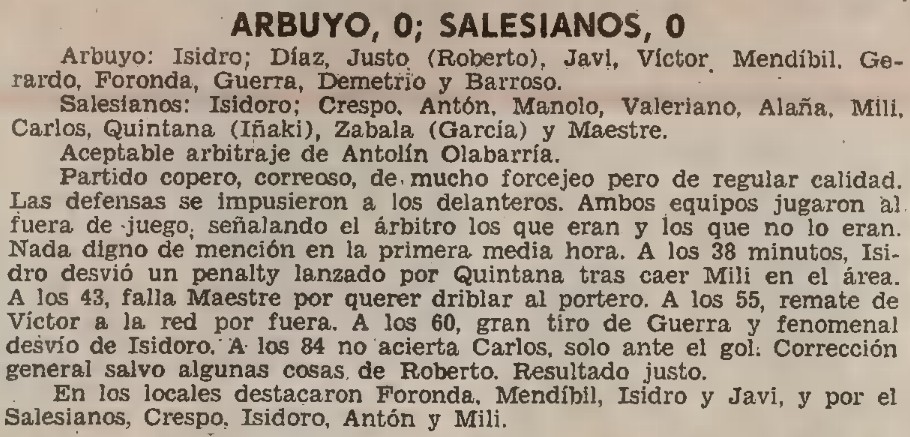 ARBUYO, 0; SALESIANOS, 0
Arbuyo: Isidro; Díaz, Justo (Roberto), Javi, Víctor, Mendíbil, Ge-
rardo, Foronda, Guerra, Demetrio y Barroso.
Salesianos: Isidoro; Crespo, Antón, Manolo, Valeriano, Alaña, Mili,
Carlos, Quintana (Iñaki), Zabala (García) y Maestre.
Aceptable arbitraje de Antolín Olabarría.
Partido copero, correoso, de mucho forcejeo pero de regular calidad.
Las defensas se impusieron a los delanteros. Ambos equipos jugaron al
fuera de juego, señalando el árbitro los que eran y los que no lo eran.
Nada digno de mención en la primera media hora. A los 38 minutos, Isi-
dro desvió un penalty lanzado por Quintana tras caer Mili en el área.
A los 43, falla Maestre por querer driblar al portero. A los 55, remate de
Víctor a la red por fuera. A los 60, gran tiro de Guerra y fenomenal
desvío de Isidoro. A los 84 no acierta Carlos, solo ante el gol. Corrección
general salvo algunas cosas de Roberto. Resultado justo.
En los locales destacaron Foronda, Mendíbil, Isidro y Javi, y por el
Salesianos, Crespo, Isidoro, Antón y Mili.